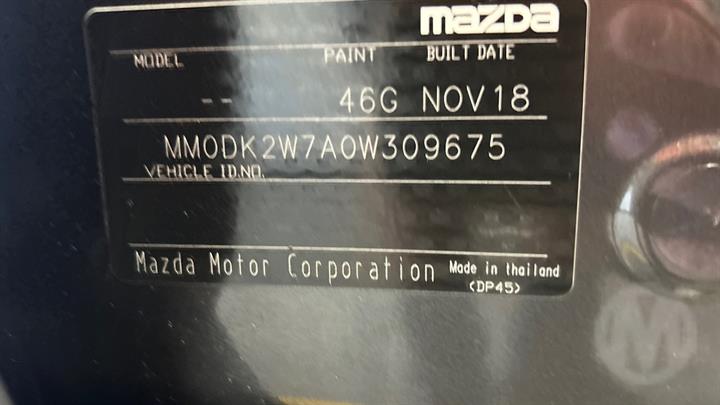 mazda
MODEL PAINT BUILT DATE
-- 46G NOV18
MM0DK2W7A0W309675
VEHICLE ID.NO.
Mazda Motor Corporation Made in thailand
<DP45>
M